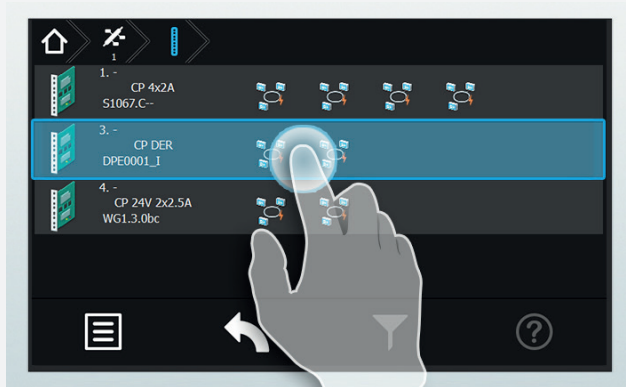 1
1. -
CP 4x2A
S1067.C--
3. -
CP DER
DPE0001_I
4. -
CP 24V 2x2.5A
WG1.3.0bc
?